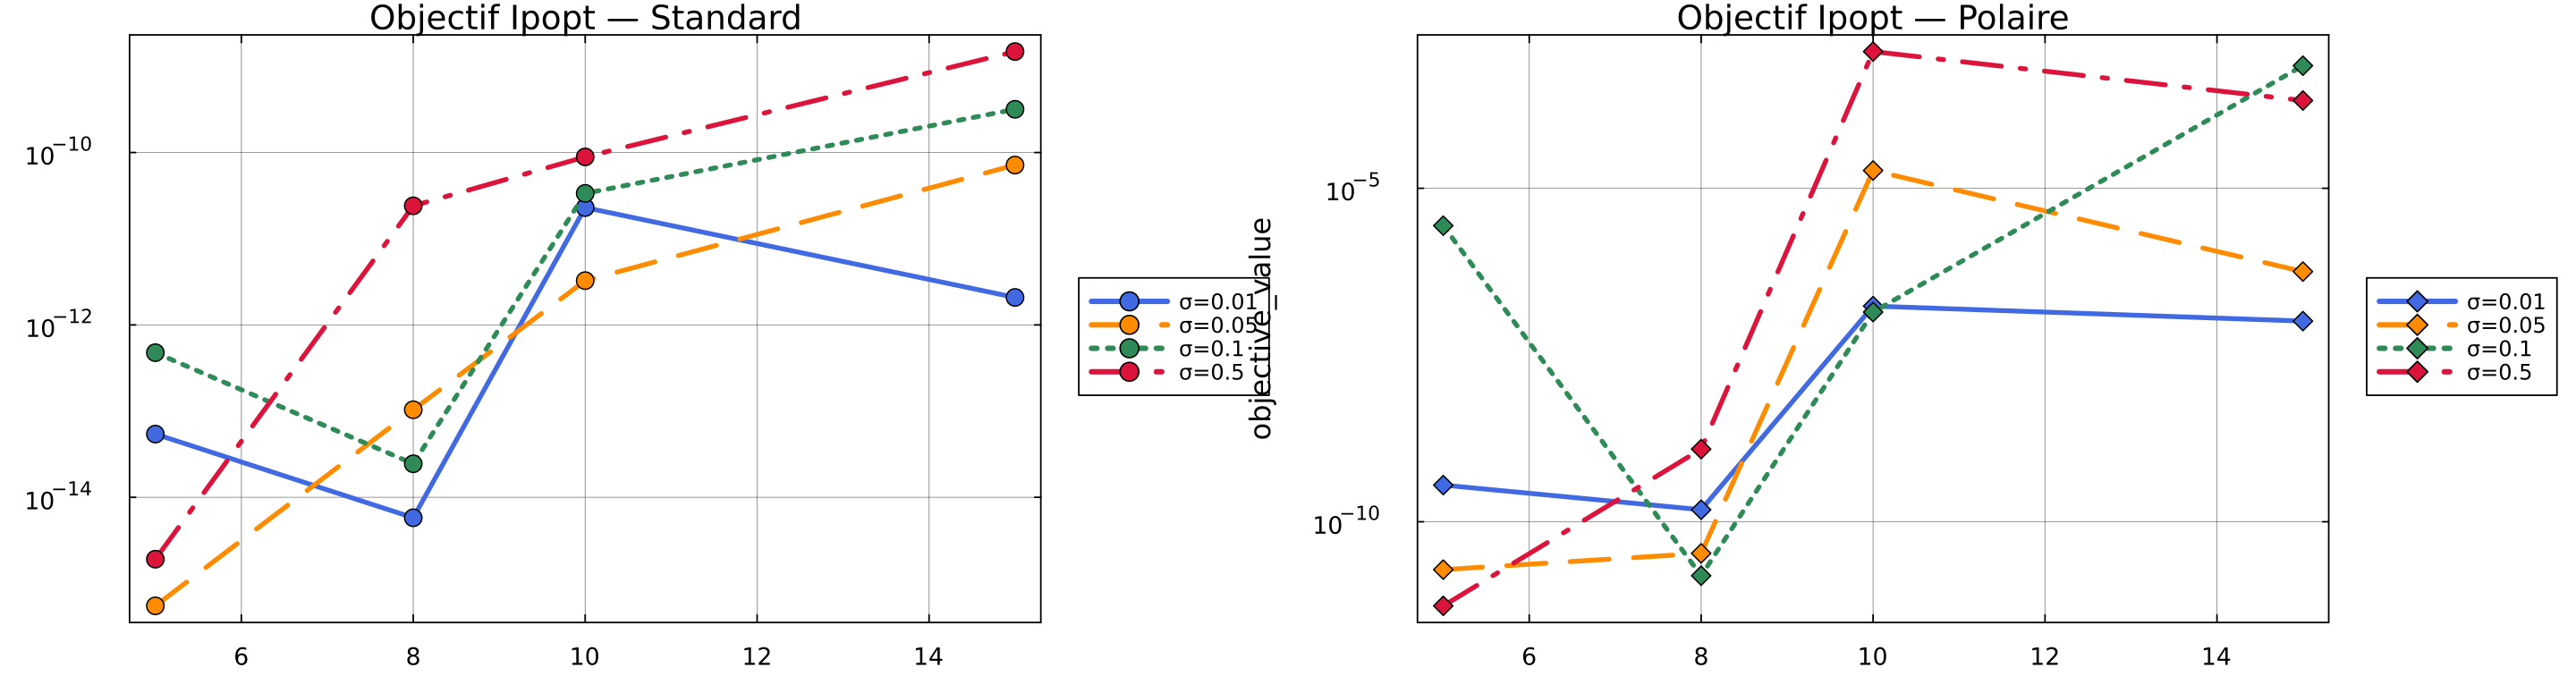 Objectif Ipopt — Standard
10⁻¹⁰
10⁻¹²
10⁻¹⁴
6 8 10 12 14
σ=0.01
σ=0.05
σ=0.1
σ=0.5
Objectif Ipopt — Polaire
objective_value
10⁻⁵
10⁻¹⁰
6 8 10 12 14
σ=0.01
σ=0.05
σ=0.1
σ=0.5